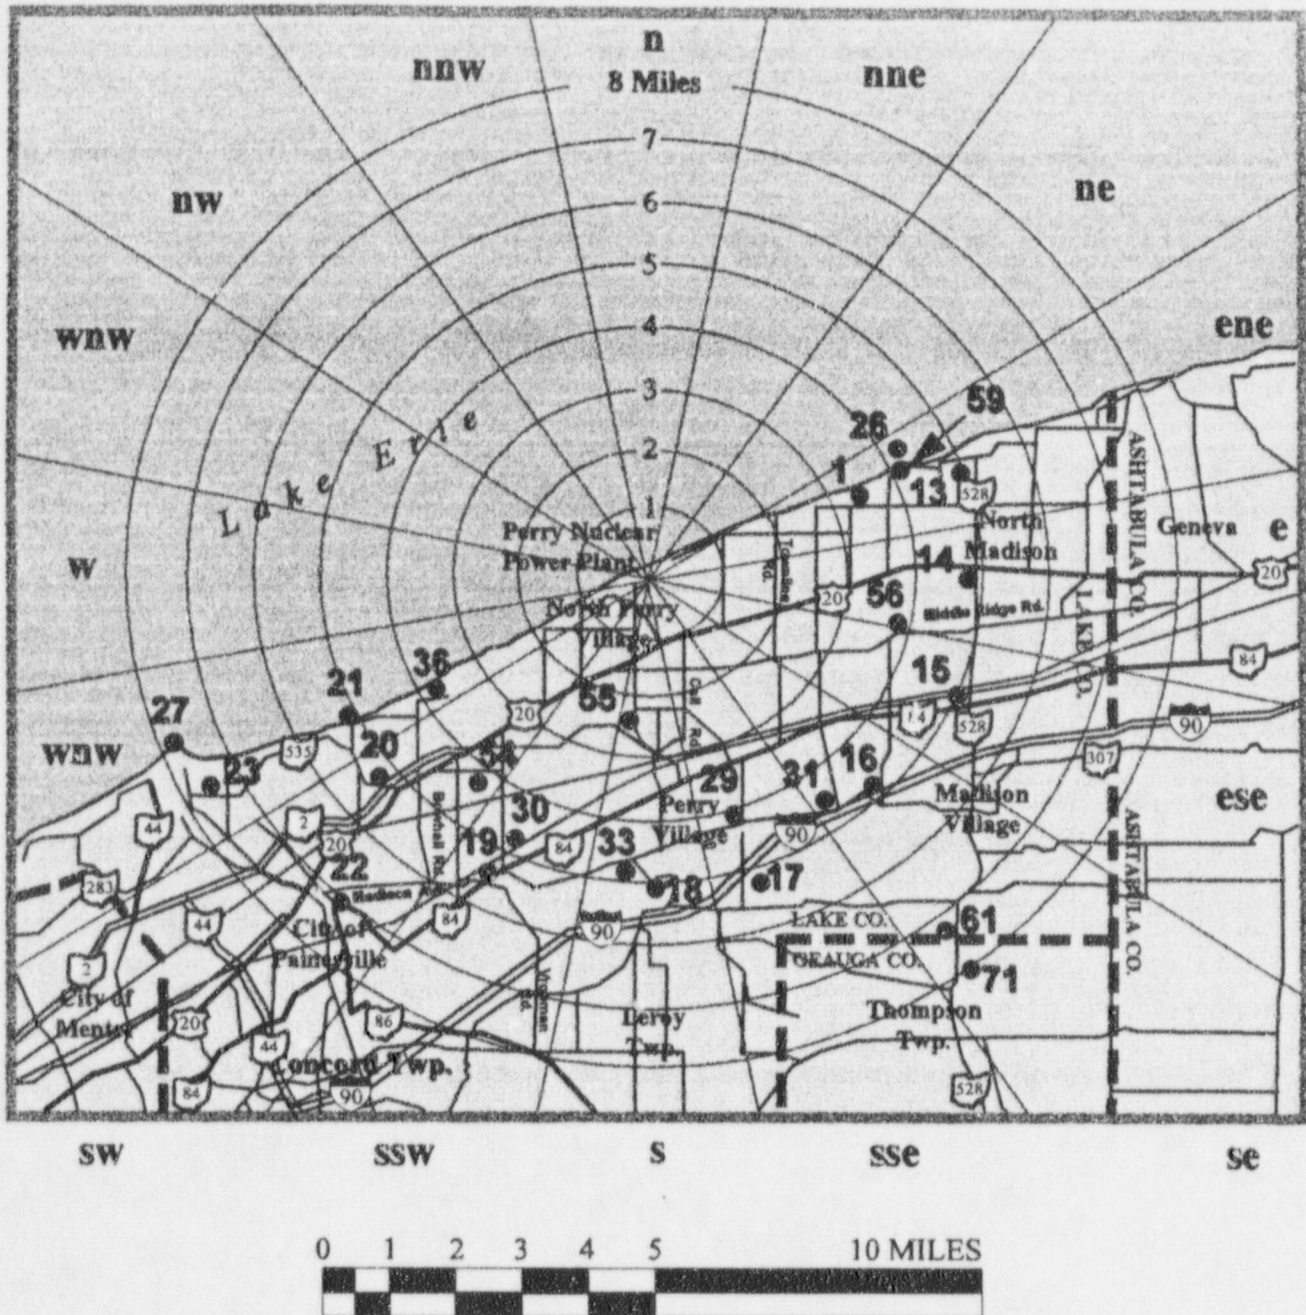 n
8 Miles
nnw
nne
7
nw
ne
6
5
4
ene
wnw
3
59
26
2
Lake Erie
1
13
528
1
Perry Nuclear
Power Plant
North
Madison
Geneva
e
ASHTABULA CO.
w
14
20
56
20
Middle Ridge Rd.
LAKE CO.
North Perry
Village
84
36
15
21
55
20
528
27
90
wnw
535
20
54
23
29
31
16
307
ese
Perry
Village
Madison
Village
44
2
30
90
20
19
84
33
22
17
18
ASHTABULA CO.
283
44
84
90
LAKE CO.
61
City of
Painesville
GEAUGA CO.
2
71
City of
Mentor
20
86
Leroy
Twp.
Thompson
Twp.
44
Concord Twp.
84
90
528
sw
ssw
s
sse
se
0 1 2 3 4 5 10 MILES